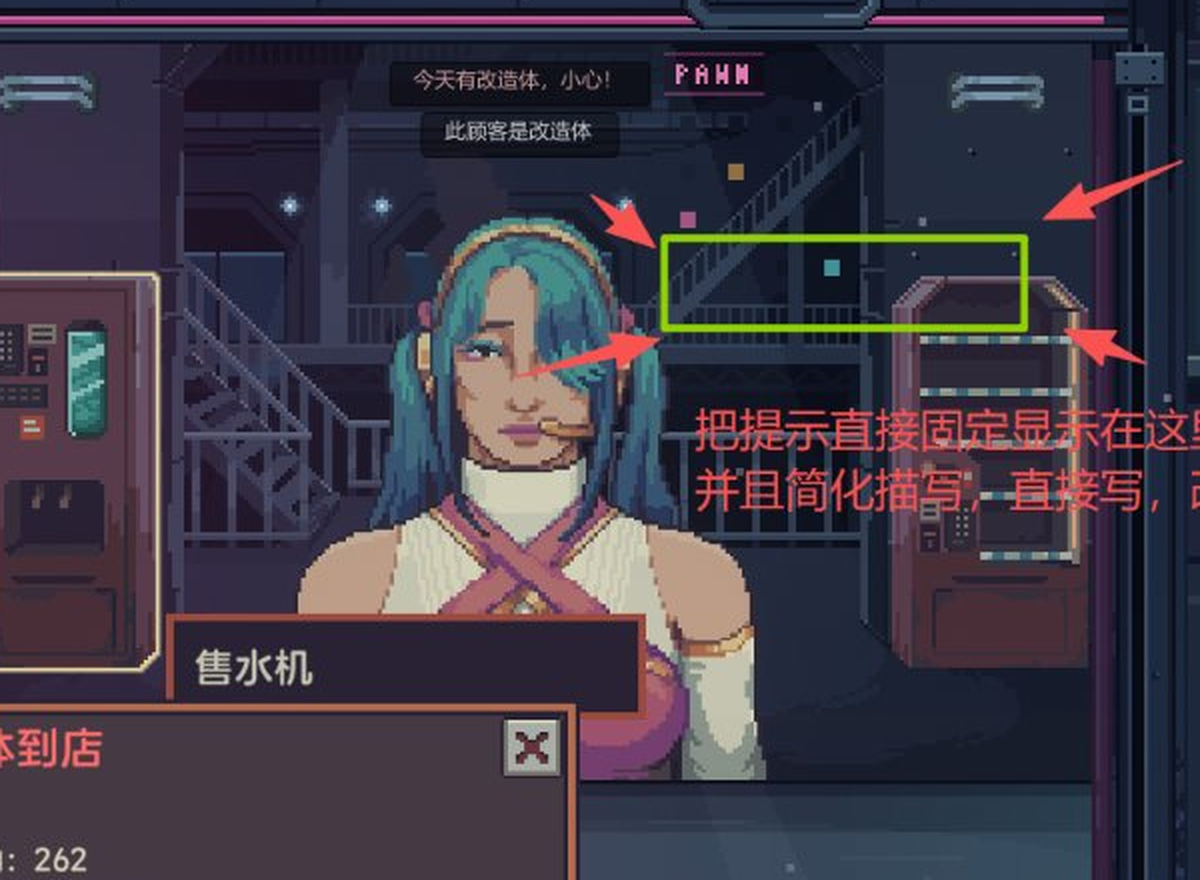 今天有改造体，小心！
PAWN
此顾客是改造体
把提示直接固定显示在这
并且简化描写，直接写，
售水机
到店
: 262